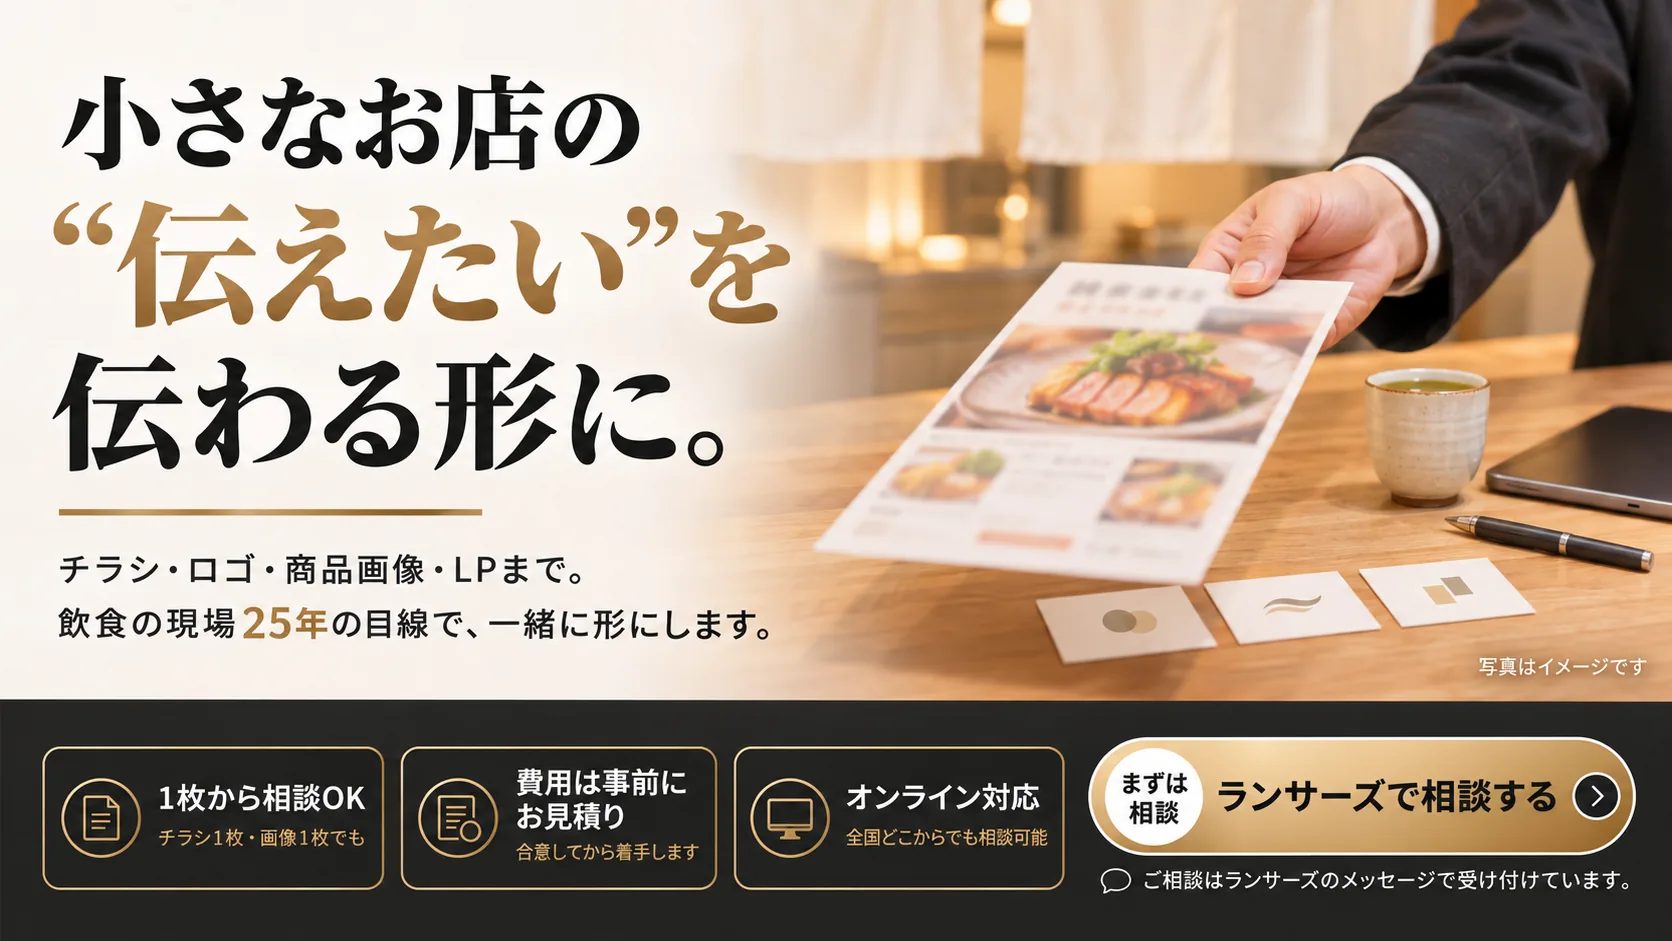 小さなお店の
“伝えたい”を
伝わる形に。
チラシ・ロゴ・商品画像・LPまで。
飲食の現場25年の目線で、一緒に形にします。
写真はイメージです
1枚から相談OK
チラシ1枚・画像1枚でも
費用は事前に
お見積り
合意してから着手します
オンライン対応
全国どこからでも相談可能
まずは
相談
ランサーズで相談する
ご相談はランサーズのメッセージで受け付けています。